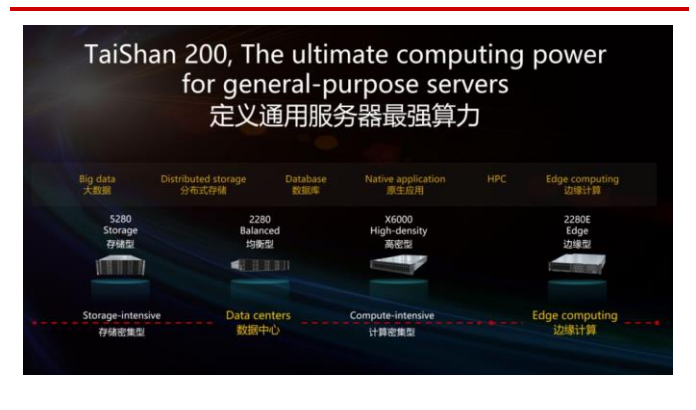 TaiShan 200, The ultimate computing power
for general-purpose servers
定义通用服务器最强算力
Big data
大数据
Distributed storage
分布式存储
Database
数据库
Native application
原生应用
HPC
Edge computing
边缘计算
5280
Storage
存储型
2280
Balanced
均衡型
X6000
High-density
高密型
2280E
Edge
边缘型
Storage-intensive
存储密集型
Data centers
数据中心
Compute-intensive
计算密集型
Edge computing
边缘计算